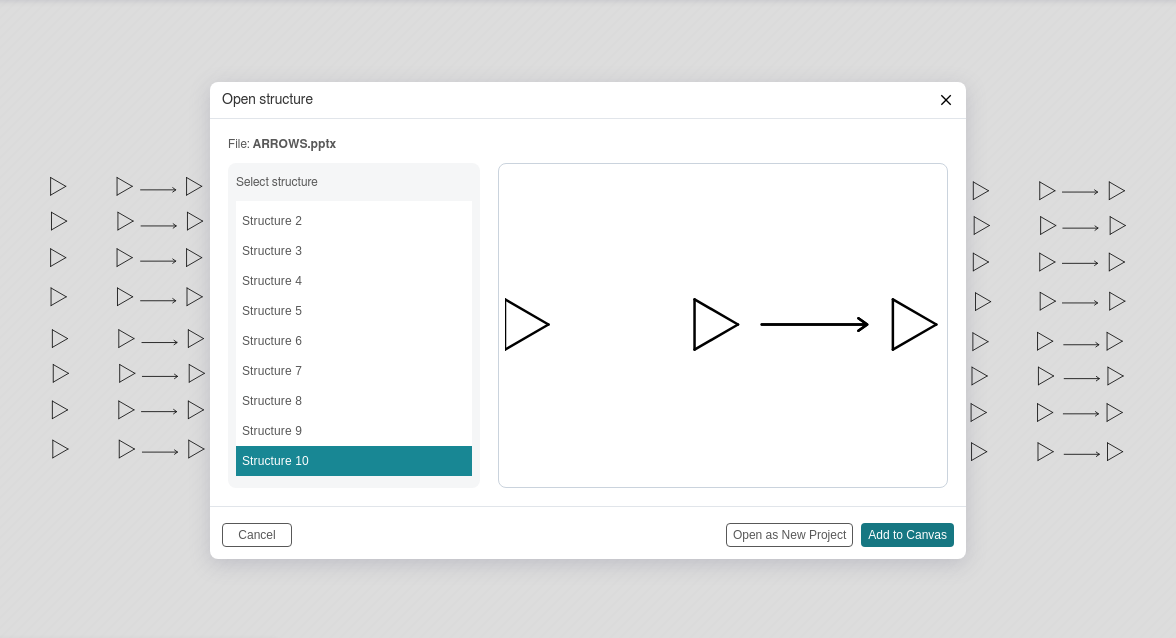 Open structure
File: ARROWS.pptx
Select structure
Structure 2
Structure 3
Structure 4
Structure 5
Structure 6
Structure 7
Structure 8
Structure 9
Structure 10
Cancel
Open as New Project
Add to Canvas